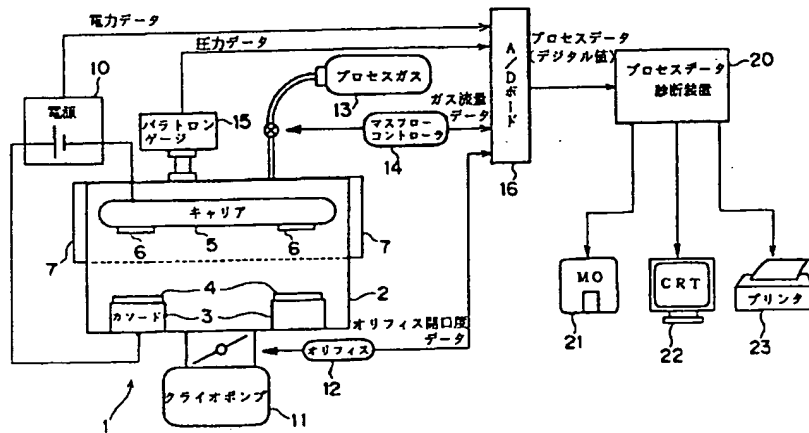 電力データ
圧力データ
プロセスデータ
(デジタル値)
10
電源
プロセスガス
13
A/Dボード
16
プロセスデータ
診断装置
20
バラトロン
ゲージ
15
ガス流量
データ
マスフロー
コントローラ
14
キャリア
6
5
6
7
7
4
2
カソード
3
オリフィス開口度
データ
オリフィス
12
クライオポンプ
11
1
MO
21
CRT
22
プリンタ
23